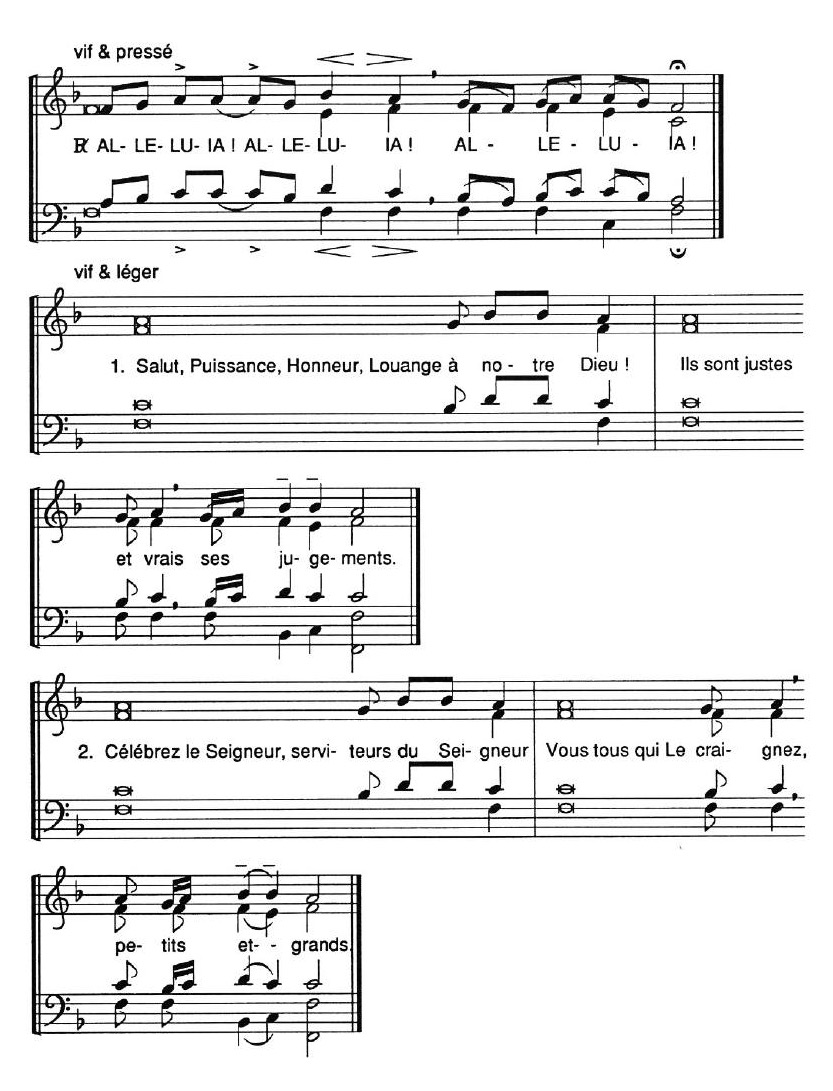 vif & pressé
℟ AL- LE- LU- IA ! AL- LE- LU- IA ! AL - LE - LU - IA !
vif & léger
1. Salut, Puissance, Honneur, Louange à no - tre Dieu ! Ils sont justes
et vrais ses ju- ge- ments.
2. Célébrez le Seigneur, servi- teurs du Sei- gneur Vous tous qui Le crai- gnez,
pe- tits et- - grands.